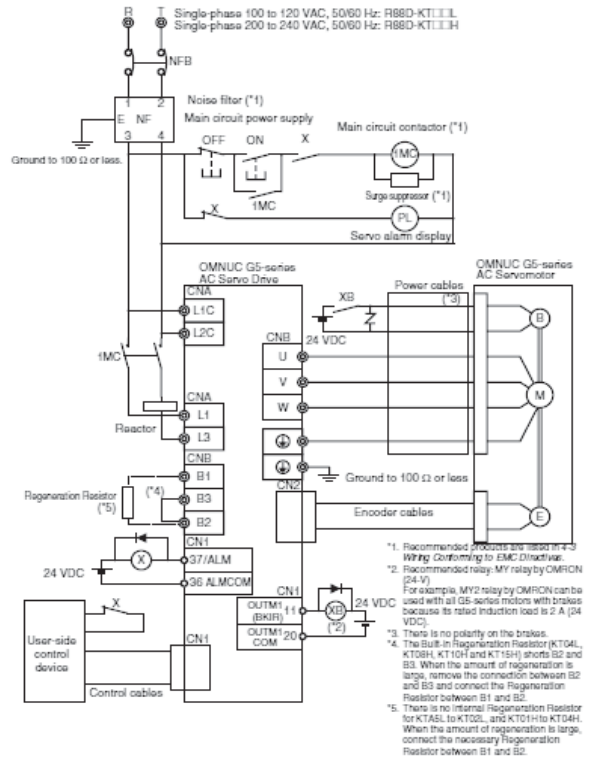 R T Single-phase 100 to 120 VAC, 50/60 Hz: R88D-KT□□L
Single-phase 200 to 240 VAC, 50/60 Hz: R88D-KT□□H
NFB
1 2
E NF
3 4
Noise filter (*1)
Main circuit power supply
Ground to 100 Ω or less.
OFF ON X
Main circuit contactor (*1)
1MC
1MC
Surge suppressor (*1)
X
PL
Servo alarm display
OMNUC G5-series
AC Servo Drive
OMNUC G5-series
AC Servomotor
CNA
L1C
L2C
1MC
CNA
L1
L3
Reactor
CNB
B1
B3
B2
Regeneration Resistor
(*5)
(*4)
CN1
37/ALM
36 ALMCOM
X
24 VDC
X
User-side
control
device
CN1
Control cables
XB
24 VDC
Power cables
(*3)
CNB
U
V
W
B
M
E
Ground to 100 Ω or less
CN2
Encoder cables
CN1
OUTM1 11
(BKIR)
OUTM1 20
COM
XB
(*2)
24 VDC
*1. Recommended products are listed in 4-3
Wiring Conforming to EMC Directives.
*2. Recommended relay: MY relay by OMRON
(24-V)
For example, MY2 relay by OMRON can be
used with all G5-series motors with brakes
because its rated induction load is 2 A (24
VDC).
*3. There is no polarity on the brakes.
*4. The Built-in Regeneration Resistor (KT04L,
KT08H, KT10H and KT15H) shorts B2 and
B3. When the amount of regeneration is
large, remove the connection between B2
and B3 and connect the Regeneration
Resistor between B1 and B2.
*5. There is no Internal Regeneration Resistor
for KTA5L to KT02L, and KT01H to KT04H.
When the amount of regeneration is large,
connect the necessary Regeneration
Resistor between B1 and B2.